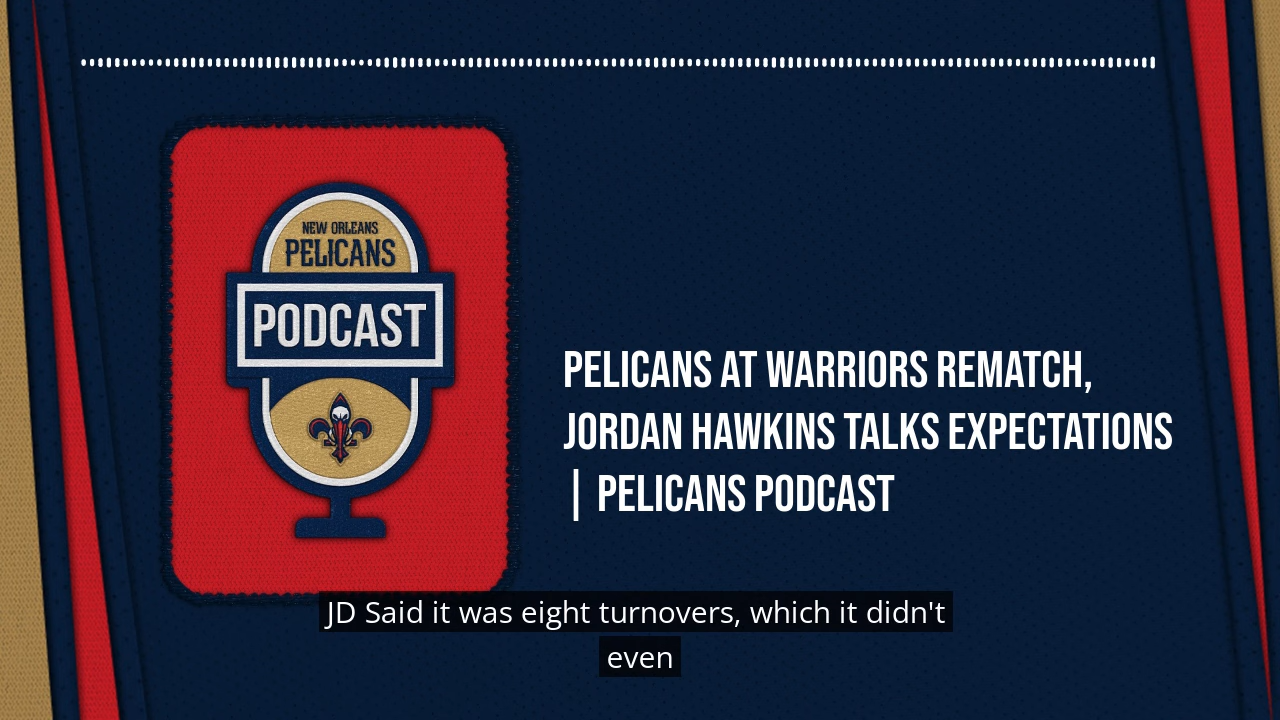 NEW ORLEANS
PELICANS
PODCAST
PELICANS AT WARRIORS REMATCH,
JORDAN HAWKINS TALKS EXPECTATIONS
| PELICANS PODCAST
JD Said it was eight turnovers, which it didn't
even